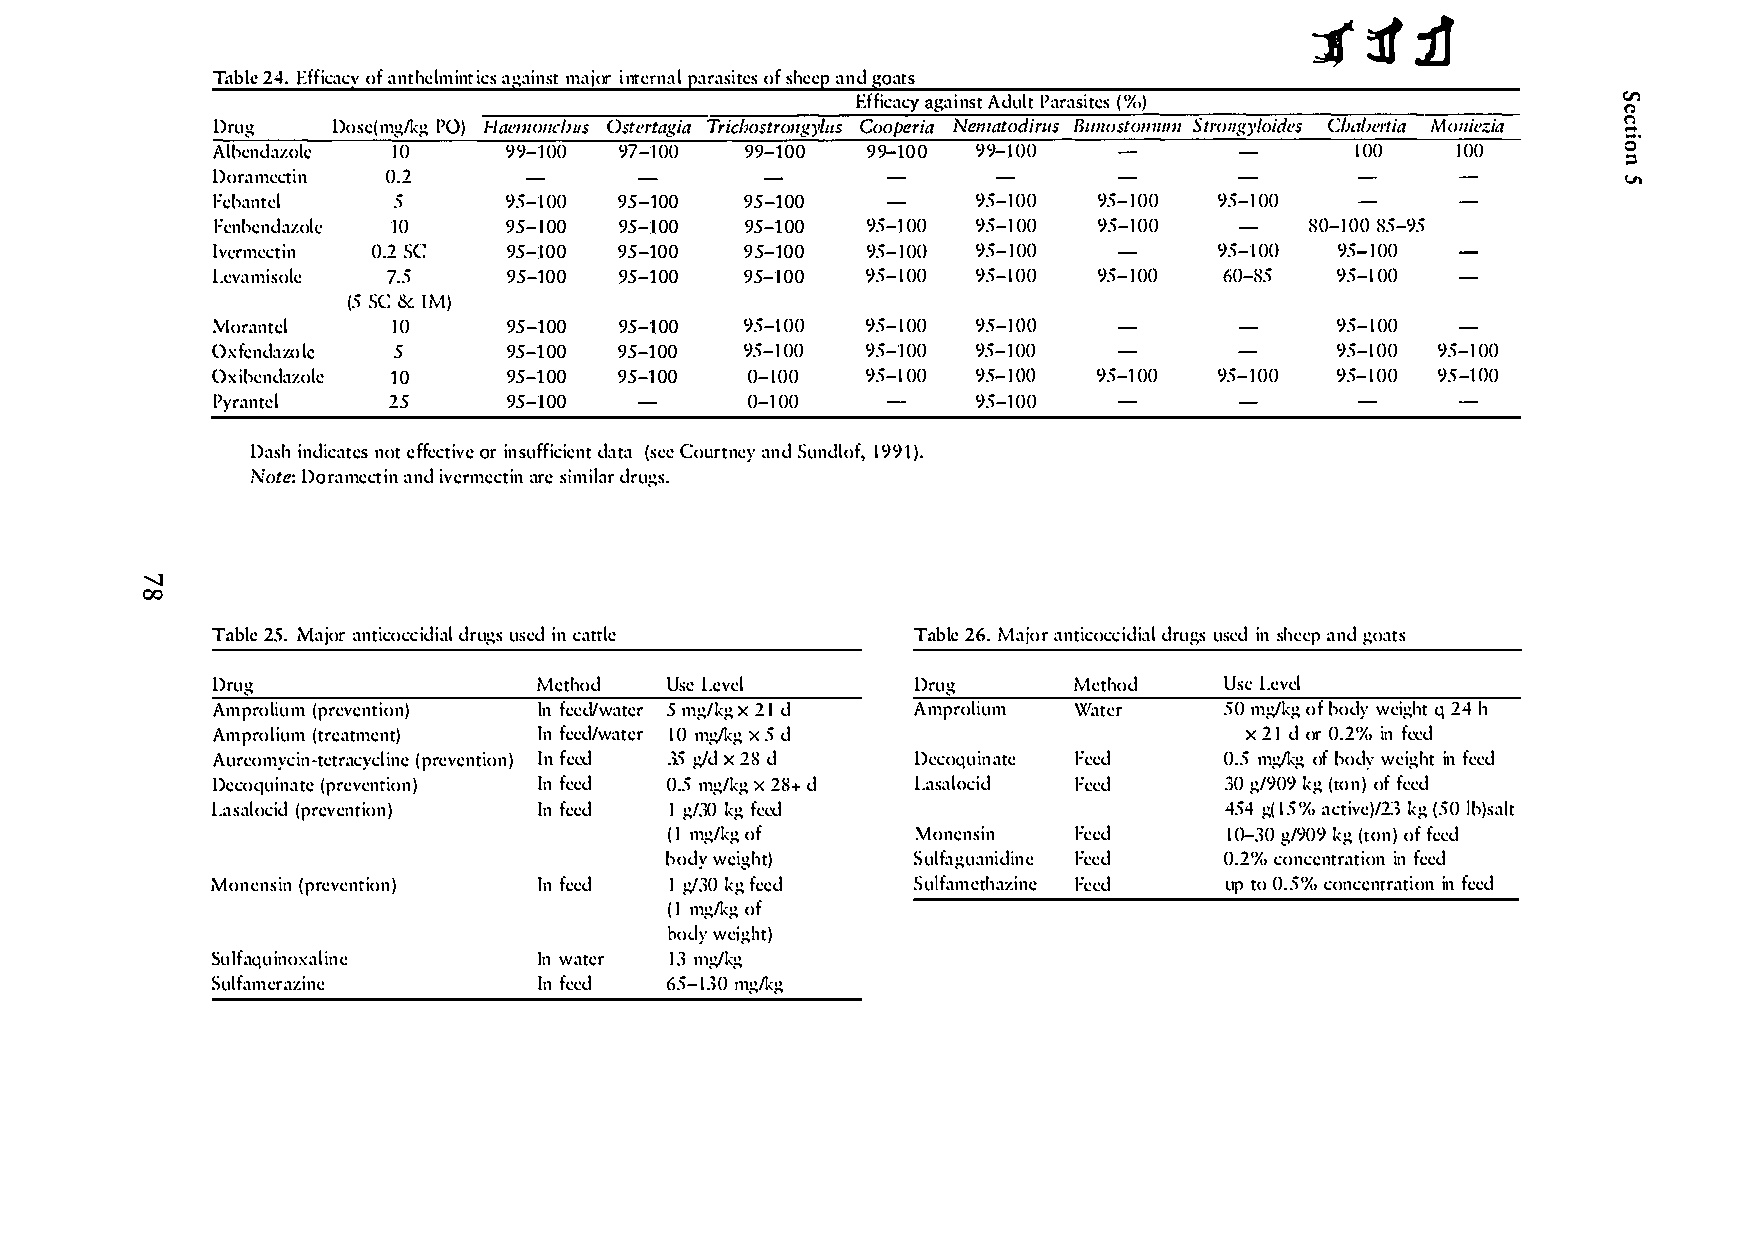 Table 24. Efficacy of anthelmintics against major internal parasites of sheep and goats
Efficacy against Adult Parasites (%)
Drug Dose(mg/kg PO) Haemonchus Ostertagia Trichostrongylus Cooperia Nematodirus Bunostomum Strongyloides Chabertia Moniezia
Albendazole 10 99–100 97–100 99–100 99–100 99–100 — — 100 100
Doramectin 0.2 — — — — — — — — —
Febantel 5 95–100 95–100 95–100 — 95–100 95–100 95–100 — —
Fenbendazole 10 95–100 95–100 95–100 95–100 95–100 95–100 — 80–100 85–95
Ivermectin 0.2 SC 95–100 95–100 95–100 95–100 95–100 — 95–100 95–100 —
Levamisole 7.5 95–100 95–100 95–100 95–100 95–100 95–100 60–85 95–100 —
(5 SC & IM)
Morantel 10 95–100 95–100 95–100 95–100 95–100 — — 95–100 —
Oxfendazole 5 95–100 95–100 95–100 95–100 95–100 — — 95–100 95–100
Oxibendazole 10 95–100 95–100 0–100 95–100 95–100 95–100 95–100 95–100 95–100
Pyrantel 25 95–100 — 0–100 — 95–100 — — — —
Dash indicates not effective or insufficient data (see Courtney and Sundlof, 1991).
Note: Doramectin and ivermectin are similar drugs.
Table 25. Major anticoccidial drugs used in cattle
Drug Method Use Level
Amprolium (prevention) In feed/water 5 mg/kg x 21 d
Amprolium (treatment) In feed/water 10 mg/kg x 5 d
Aureomycin-tetracycline (prevention) In feed .35 g/d x 28 d
Decoquinate (prevention) In feed 0.5 mg/kg x 28+ d
Lasalocid (prevention) In feed 1 g/30 kg feed
(1 mg/kg of
body weight)
Monensin (prevention) In feed 1 g/30 kg feed
(1 mg/kg of
body weight)
Sulfaquinoxaline In water 13 mg/kg
Sulfamerazine In feed 65–130 mg/kg
Table 26. Major anticoccidial drugs used in sheep and goats
Drug Method Use Level
Amprolium Water 50 mg/kg of body weight q 24 h
x 21 d or 0.2% in feed
Decoquinate Feed 0.5 mg/kg of body weight in feed
Lasalocid Feed 30 g/909 kg (ton) of feed
454 g(15% active)/23 kg (50 lb)salt
Monensin Feed 10–30 g/909 kg (ton) of feed
Sulfaguanidine Feed 0.2% concentration in feed
Sulfamethazine Feed up to 0.5% concentration in feed
Section 5
78